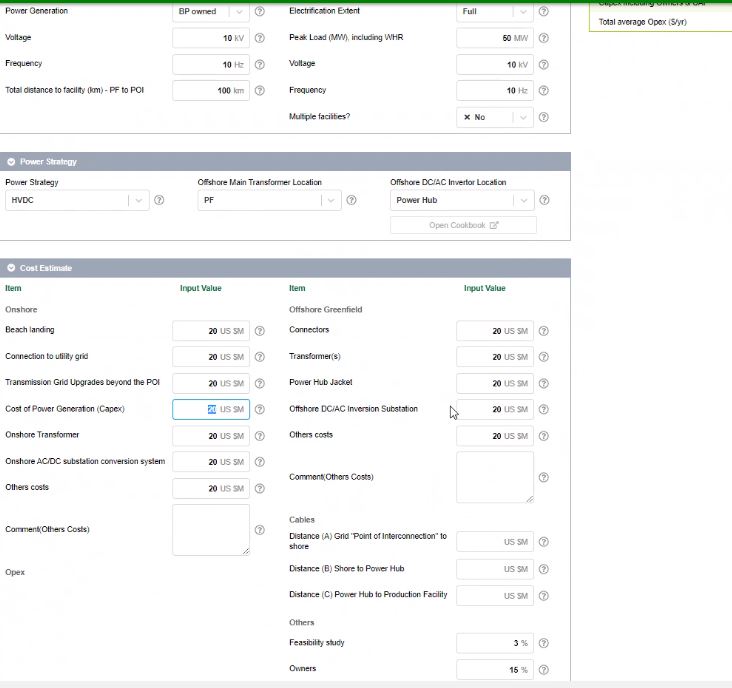 Power Generation BP owned Electrification Extent Full
Total average Opex ($/yr)
Voltage 10 kV Peak Load (MW), including WHR 50 MW
Frequency 10 Hz Voltage 10 kV
Total distance to facility (km) - PF to POI 100 km Frequency 10 Hz
Multiple facilities? × No
Power Strategy
Power Strategy Offshore Main Transformer Location Offshore DC/AC Invertor Location
HVDC PF Power Hub
Open Cookbook
Cost Estimate
Item Input Value Item Input Value
Onshore Offshore Greenfield
Beach landing 20 US $M Connectors 20 US $M
Connection to utility grid 20 US $M Transformer(s) 20 US $M
Transmission Grid Upgrades beyond the POI 20 US $M Power Hub Jacket 20 US $M
Cost of Power Generation (Capex) 20 US $M Offshore DC/AC Inversion Substation 20 US $M
Onshore Transformer 20 US $M Others costs 20 US $M
Onshore AC/DC substation conversion system 20 US $M
Others costs 20 US $M Comment(Others Costs)
Comment(Others Costs)
Cables
Distance (A) Grid "Point of Interconnection" to shore US $M
Opex Distance (B) Shore to Power Hub US $M
Distance (C) Power Hub to Production Facility US $M
Others
Feasibility study 3 %
Owners 15 %